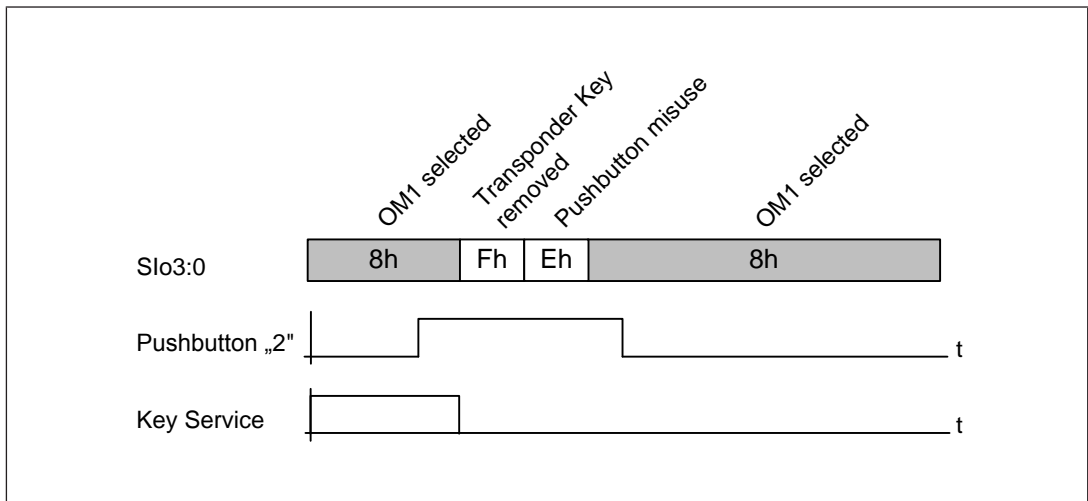 OM1 selected
Transponder Key
removed
Pushbutton misuse
OM1 selected
SIo3:0
8h
Fh
Eh
8h
Pushbutton „2"
t
Key Service
t